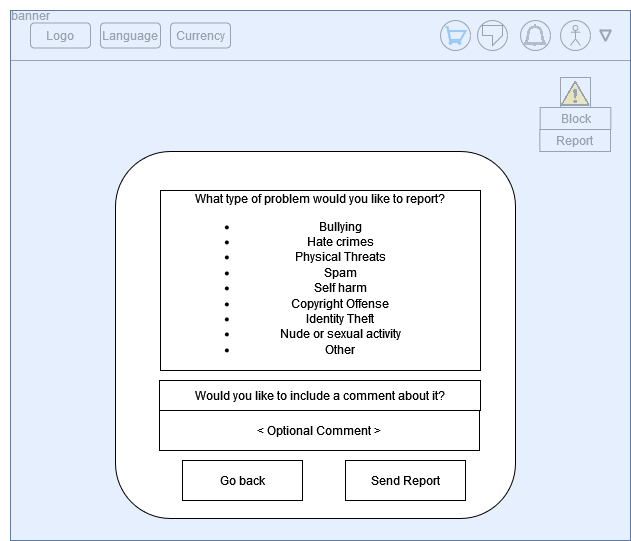 banner
Logo
Language
Currency
Block
Report
What type of problem would you like to report?
Bullying
Hate crimes
Physical Threats
Spam
Self harm
Copyright Offense
Identity Theft
Nude or sexual activity
Other
Would you like to include a comment about it?
< Optional Comment >
Go back
Send Report